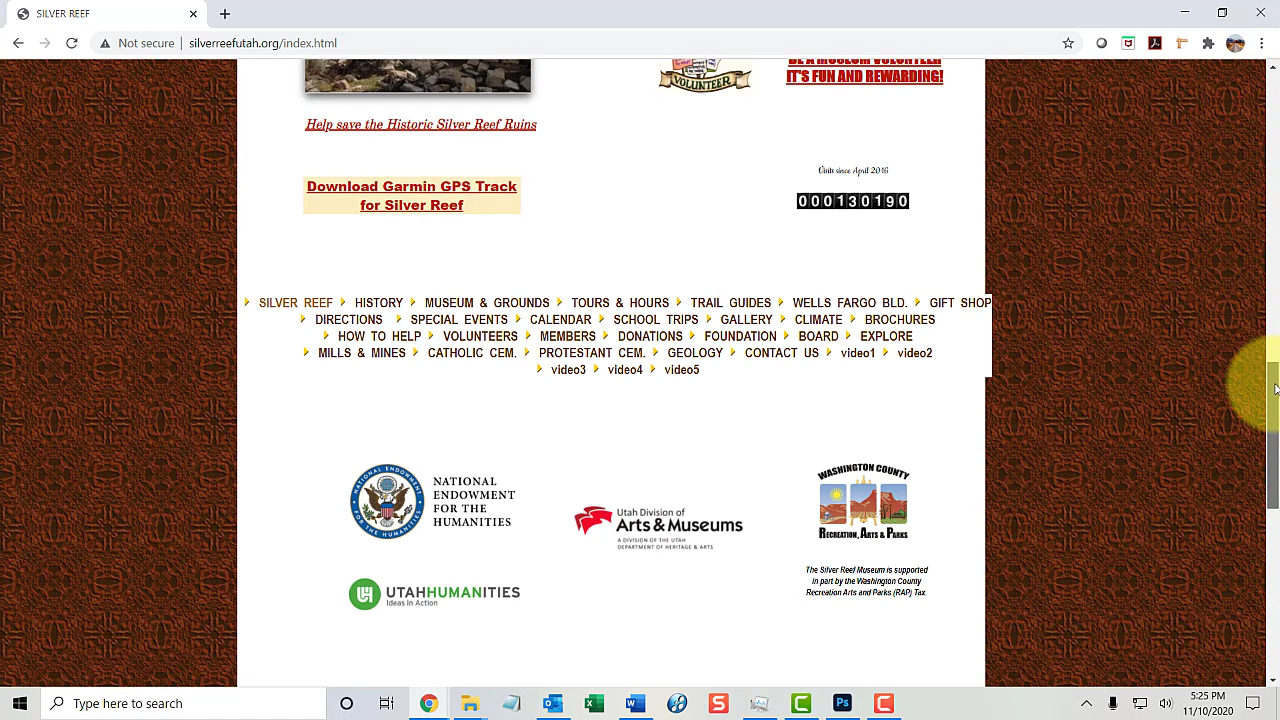 SILVER REEF
Not secure
silverreefutah.org/index.html
BE A MUSEUM VOLUNTEER
IT'S FUN AND REWARDING!
VOLUNTEER
Help save the Historic Silver Reef Ruins
Download Garmin GPS Track
for Silver Reef
Visits since April 2016
000130190
SILVER REEF HISTORY MUSEUM & GROUNDS TOURS & HOURS TRAIL GUIDES WELLS FARGO BLD. GIFT SHOP
DIRECTIONS SPECIAL EVENTS CALENDAR SCHOOL TRIPS GALLERY CLIMATE BROCHURES
HOW TO HELP VOLUNTEERS MEMBERS DONATIONS FOUNDATION BOARD EXPLORE
MILLS & MINES CATHOLIC CEM. PROTESTANT CEM. GEOLOGY CONTACT US video1 video2
video3 video4 video5
NATIONAL ENDOWMENT FOR THE HUMANITIES
NATIONAL
ENDOWMENT
FOR THE
HUMANITIES
Utah Division of
Arts & Museums
A DIVISION OF THE UTAH
DEPARTMENT OF HERITAGE & ARTS
WASHINGTON COUNTY
RECREATION, ARTS & PARKS
The Silver Reef Museum is supported
in part by the Washington County
Recreation Arts and Parks (RAP) Tax.
UTAHHUMANITIES
Ideas in Action
Type here to search
5:25 PM
11/10/2020